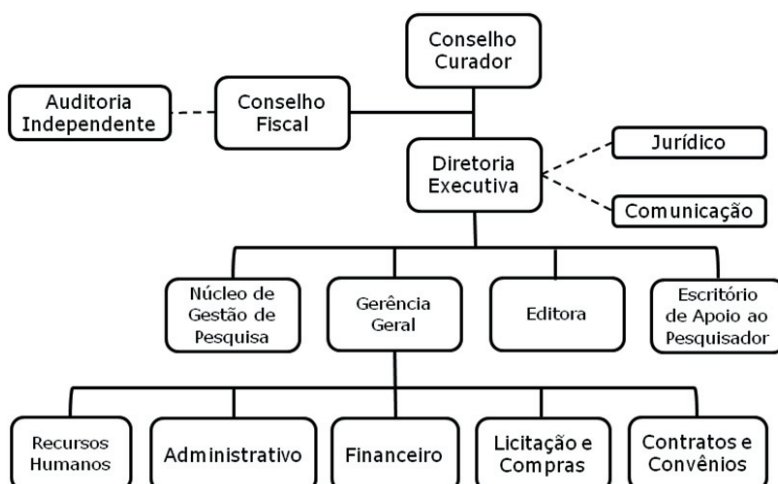 Conselho
Curador
Auditoria
Independente
Conselho
Fiscal
Jurídico
Diretoria
Executiva
Comunicação
Núcleo de
Gestão de
Pesquisa
Gerência
Geral
Editora
Escritório
de Apoio ao
Pesquisador
Recursos
Humanos
Administrativo
Financeiro
Licitação e
Compras
Contratos e
Convênios